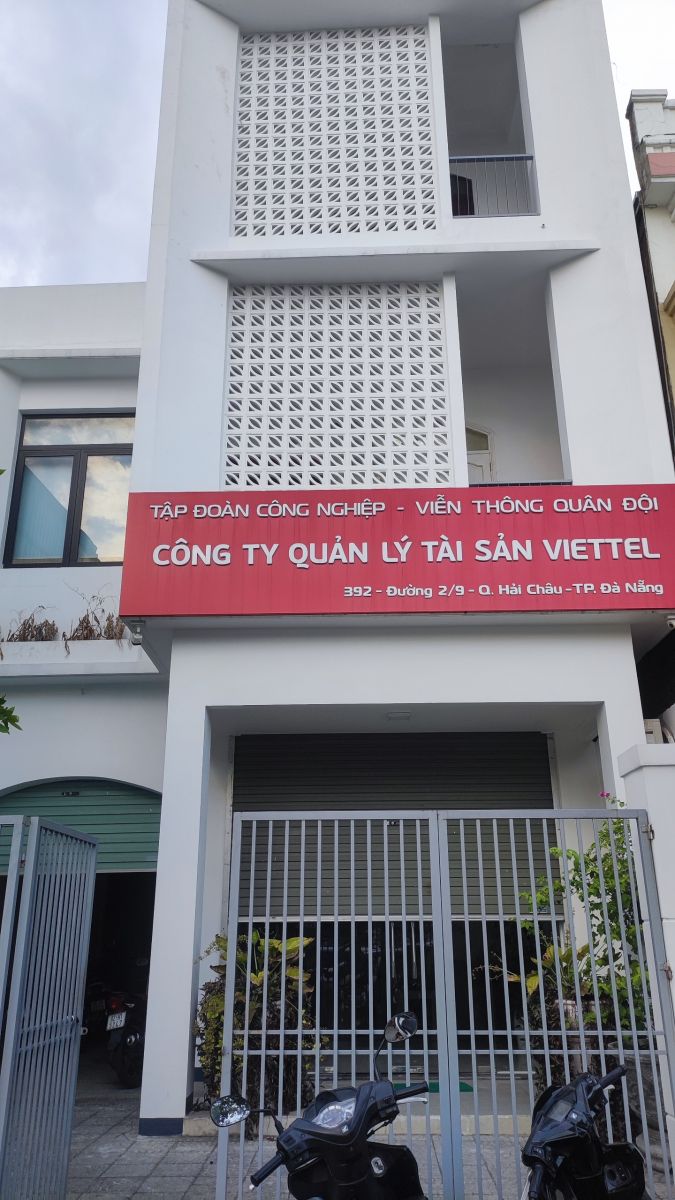 TẬP ĐOÀN CÔNG NGHIỆP - VIỄN THÔNG QUÂN ĐỘI
CÔNG TY QUẢN LÝ TÀI SẢN VIETTEL
392 - Đường 2/9 - Q. Hải Châu -TP. Đà Nẵng